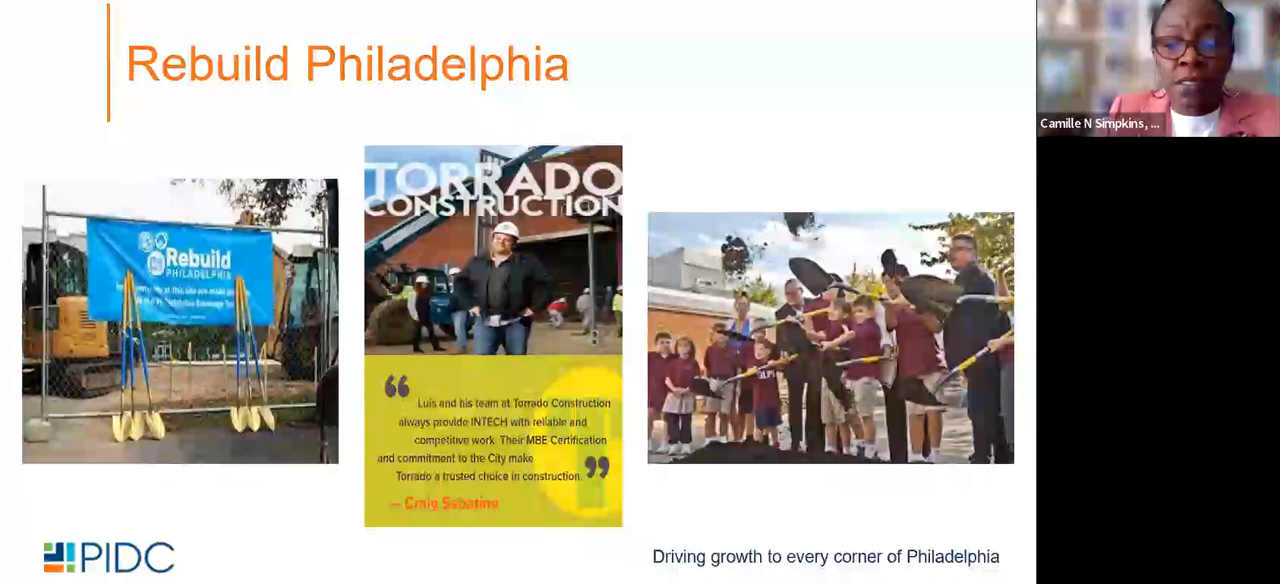 Rebuild Philadelphia
Camille N Simpkins, ...
Rebuild
PHILADELPHIA
TORRADO
CONSTRUCTION
“ Luis and his team at Torrado Construction
always provide INTECH with reliable and
competitive work. Their MBE Certification
and commitment to the City make
Torrado a trusted choice in construction. ”
— Craig Sabatino
PIDC
Driving growth to every corner of Philadelphia